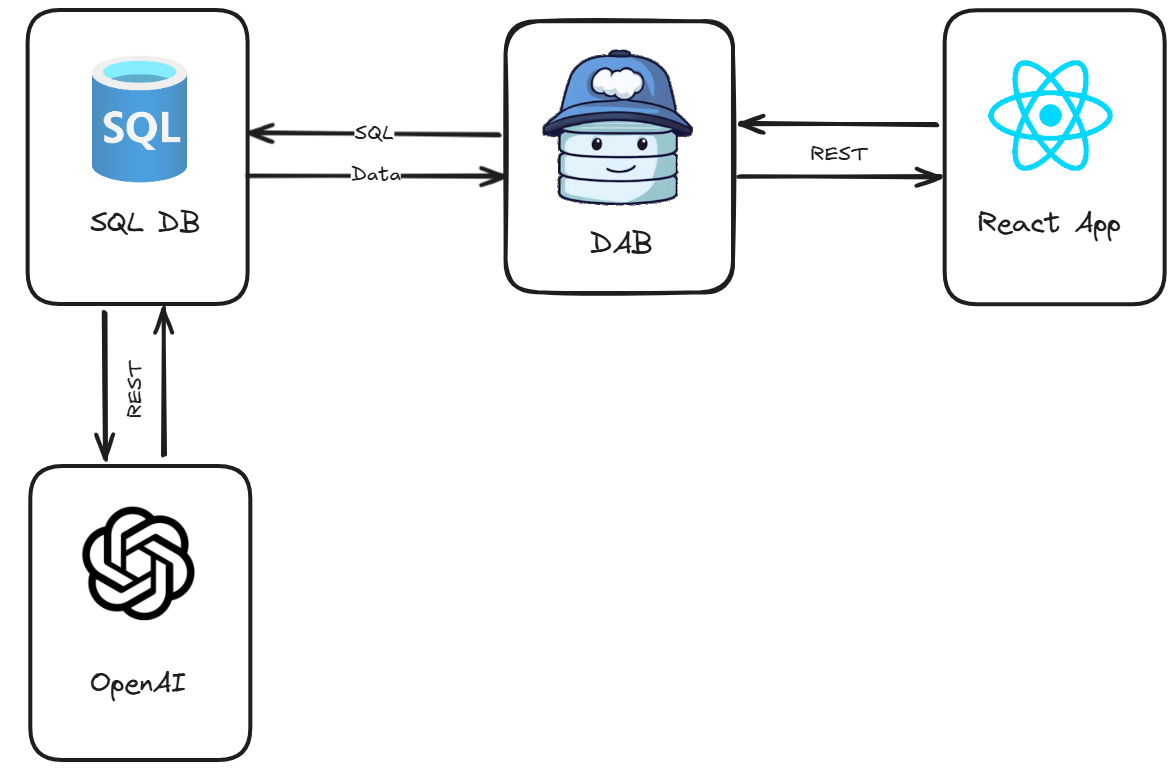 SQL
SQL DB
SQL
Data
DAB
REST
React App
REST
OpenAI